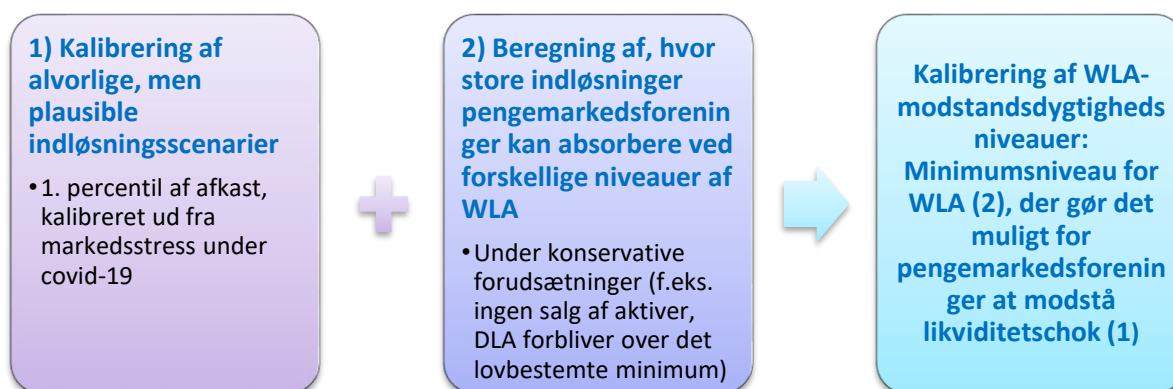 1) Kalibrering af
alvorlige, men
plausible
indløsningsscenarier
• 1. percentil af afkast,
kalibreret ud fra
markedsstress under
covid-19
2) Beregning af, hvor
store indløsninger
pengemarkedsforenin
ger kan absorbere ved
forskellige niveauer af
WLA
• Under konservative
forudsætninger (f.eks.
ingen salg af aktiver,
DLA forbliver over det
lovbestemte minimum)
Kalibrering af WLA-
modstandsdygtigheds
niveauer:
Minimumsniveau for
WLA (2), der gør det
muligt for
pengemarkedsforenin
ger at modstå
likviditetschok (1)